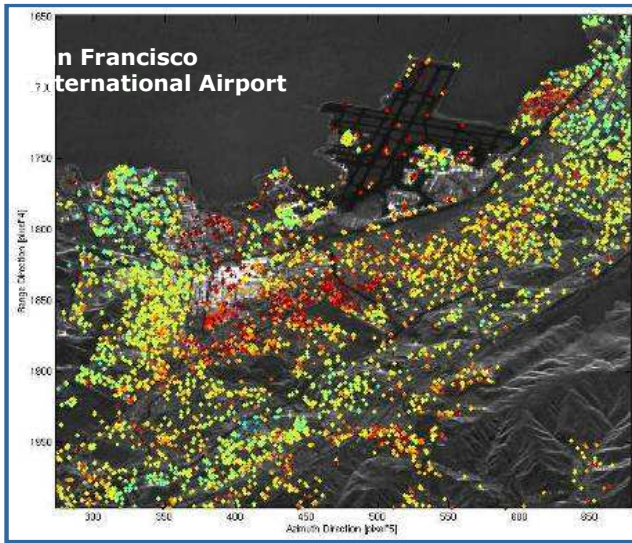 n Francisco
ternational Airport
1650
1700
1750
1800
1850
1900
1950
Range Direction [pixel*4]
300 350 400 450 500 550 600 650
Azimuth Direction [pixel*5]